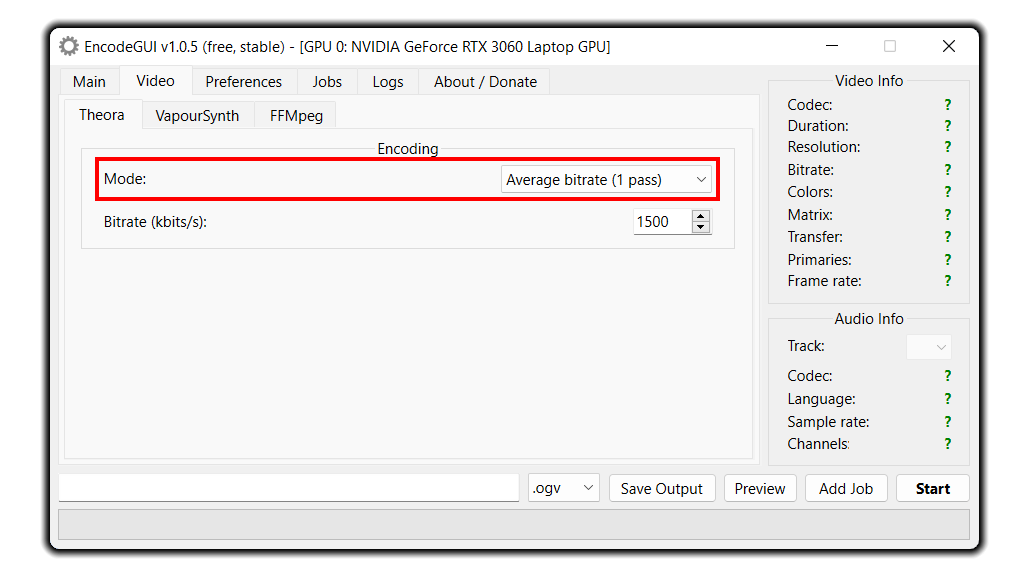 EncodeGUI v1.0.5 (free, stable) - [GPU 0: NVIDIA GeForce RTX 3060 Laptop GPU]
Main Video Preferences Jobs Logs About / Donate
Theora VapourSynth FFMpeg
Encoding
Mode: Average bitrate (1 pass)
Bitrate (kbits/s): 1500
Video Info
Codec: ?
Duration: ?
Resolution: ?
Bitrate: ?
Colors: ?
Matrix: ?
Transfer: ?
Primaries: ?
Frame rate: ?
Audio Info
Track:
Codec: ?
Language: ?
Sample rate: ?
Channels: ?
.ogv Save Output Preview Add Job Start